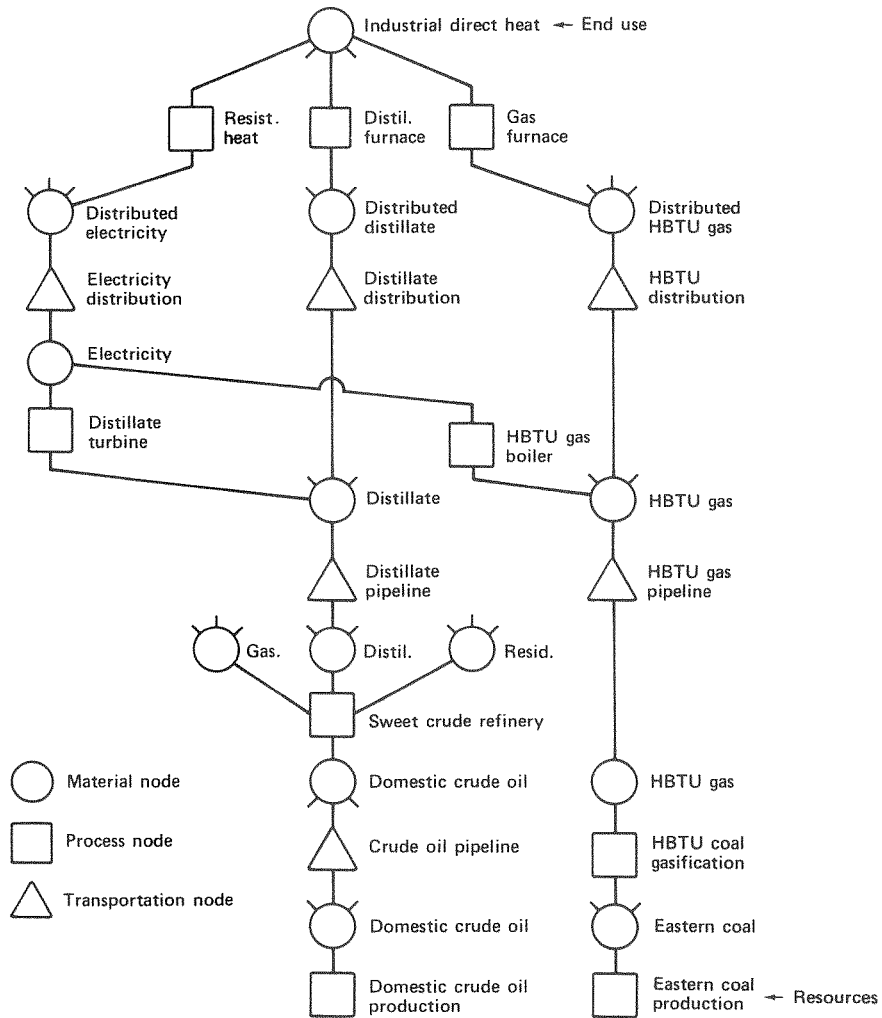 Industrial direct heat ← End use
Resist.
heat
Distil.
furnace
Gas
furnace
Distributed
electricity
Distributed
distillate
Distributed
HBTU gas
Electricity
distribution
Distillate
distribution
HBTU
distribution
Electricity
Distillate
turbine
HBTU gas
boiler
Distillate
HBTU gas
Distillate
pipeline
HBTU gas
pipeline
Gas.
Distil.
Resid.
Sweet crude refinery
Material node
Domestic crude oil
HBTU gas
Process node
Crude oil pipeline
HBTU coal
gasification
Transportation node
Domestic crude oil
Eastern coal
Domestic crude oil
production
Eastern coal
production ← Resources